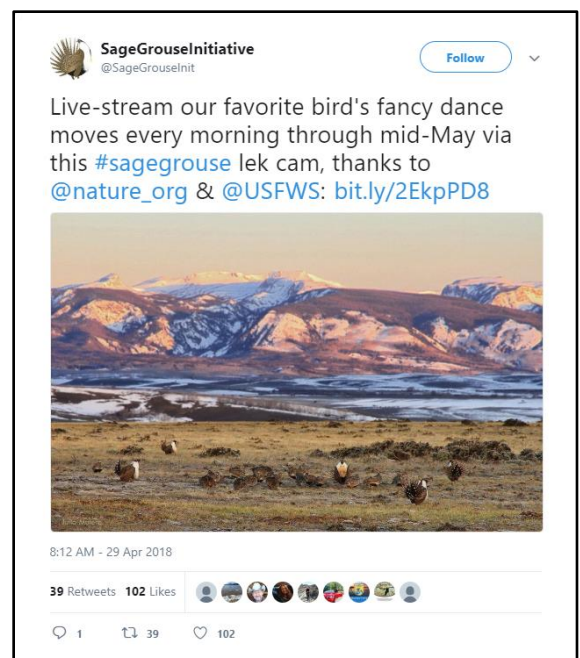 SageGrouseInitiative
@SageGrouseInit
Follow
Live-stream our favorite bird's fancy dance
moves every morning through mid-May via
this #sagegrouse lek cam, thanks to
@nature_org & @USFWS: bit.ly/2EkpPD8
8:12 AM - 29 Apr 2018
39 Retweets 102 Likes
1 39 102